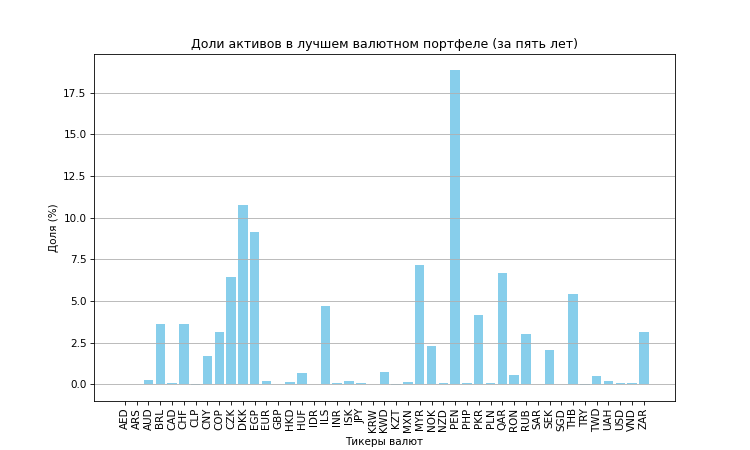 Доли активов в лучшем валютном портфеле (за пять лет)
Доля (%)
17.5
15.0
12.5
10.0
7.5
5.0
2.5
0.0
AED ARS AUD BRL CAD CHF CLP CNY COP CZK DKK EGP EUR GBP HKD HUF IDR ILS INR ISK JPY KRW KWD KZT MXN MYR NOK NZD PEN PHP PKR PLN QAR RON RUB SAR SEK SGD THB TRY TWD UAH USD VND ZAR
Тикеры валют